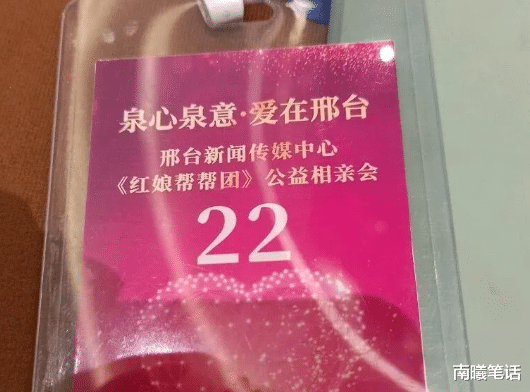 泉心泉意·爱在邢台
邢台新闻传媒中心
《红娘帮帮团》公益相亲会
22
南曦笔话